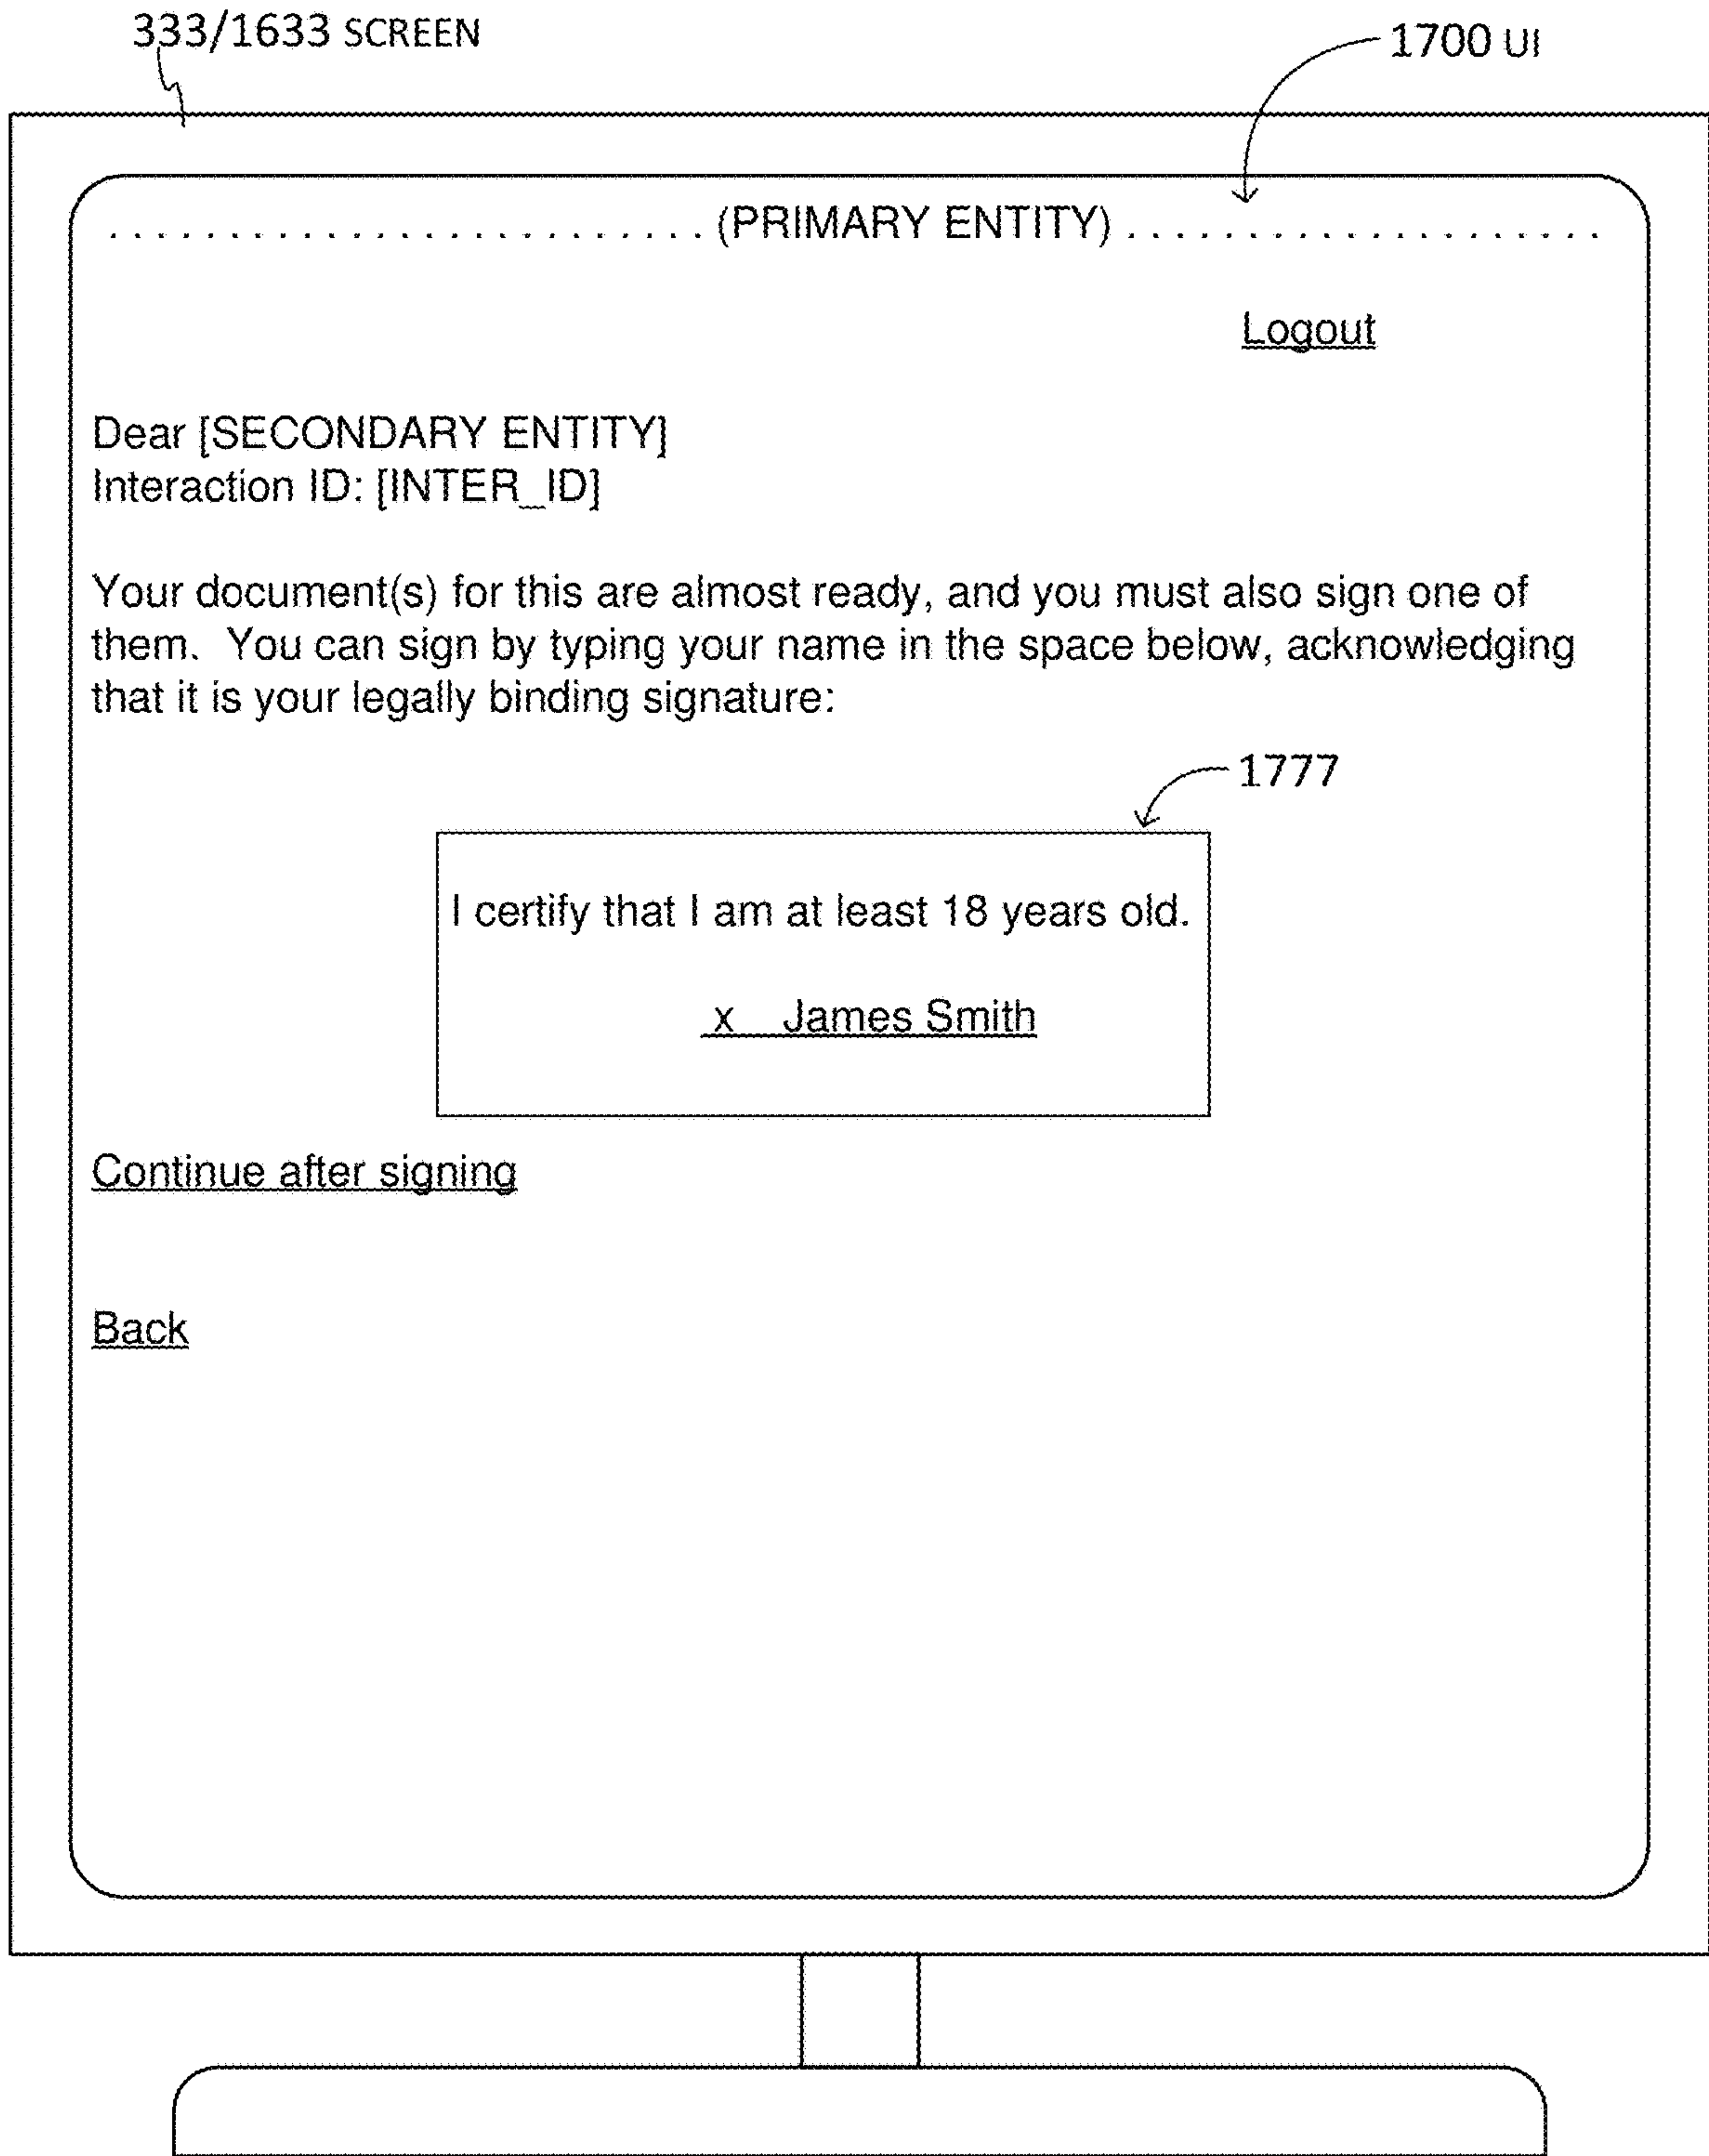 333/1633 SCREEN
1700 UI
. . . . . . . . . . . . . . . . . . . . . . . . . (PRIMARY ENTITY) . . . . . . . . . . . . . . . . . . . .
Logout
Dear [SECONDARY ENTITY]
Interaction ID: [INTER_ID]
Your document(s) for this are almost ready, and you must also sign one of
them. You can sign by typing your name in the space below, acknowledging
that it is your legally binding signature:
1777
I certify that I am at least 18 years old.
x James Smith
Continue after signing
Back